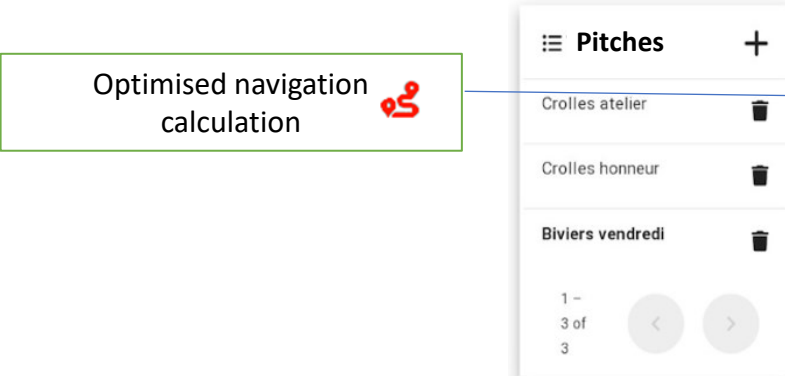 Optimised navigation
calculation
Pitches
Crolles atelier
Crolles honneur
Biviers vendredi
1 –
3 of
3